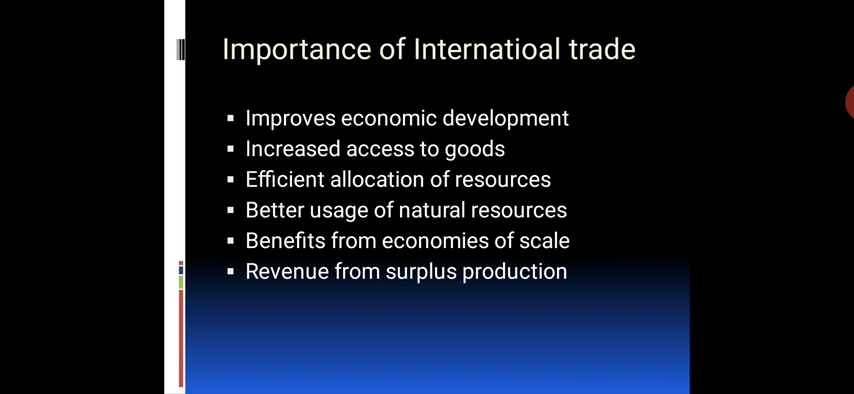 Importance of Internatioal trade
▪ Improves economic development
▪ Increased access to goods
▪ Efficient allocation of resources
▪ Better usage of natural resources
▪ Benefits from economies of scale
▪ Revenue from surplus production